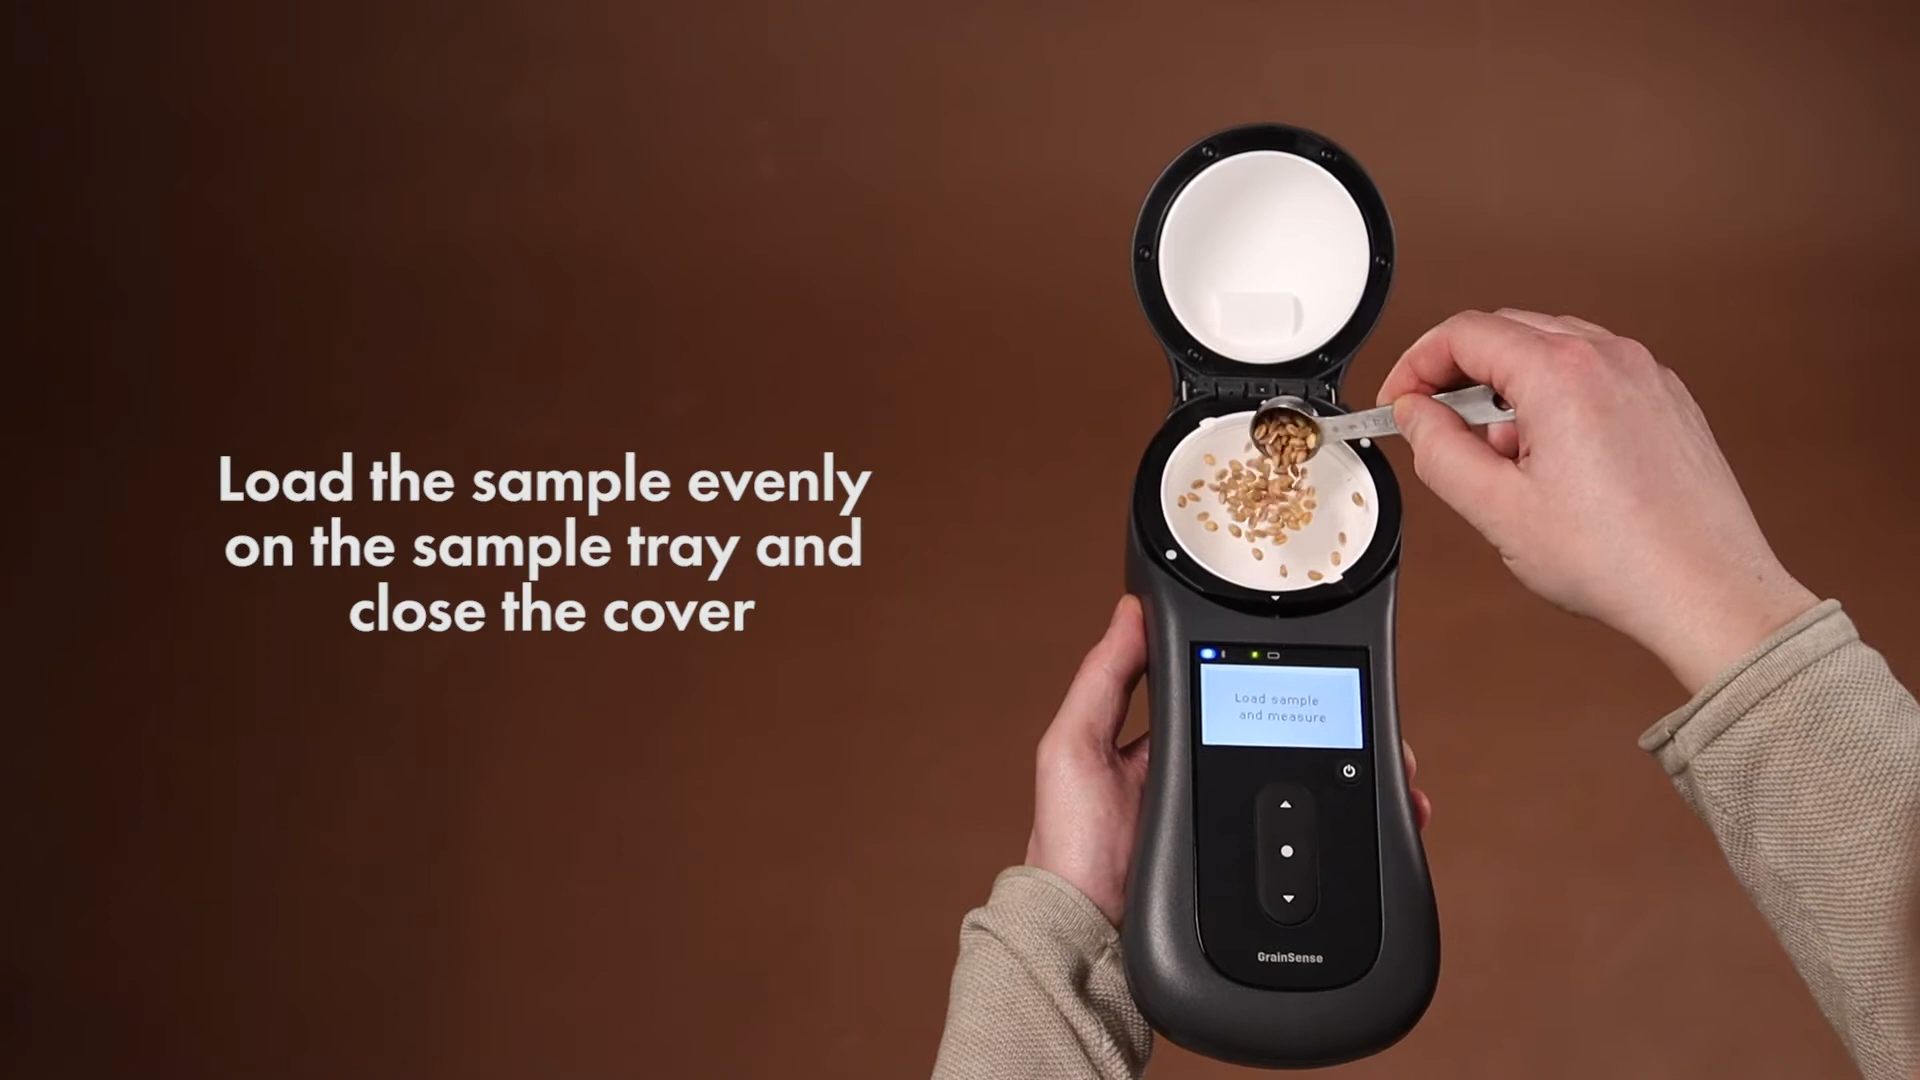 Load the sample evenly
on the sample tray and
close the cover
Load sample
and measure
GrainSense